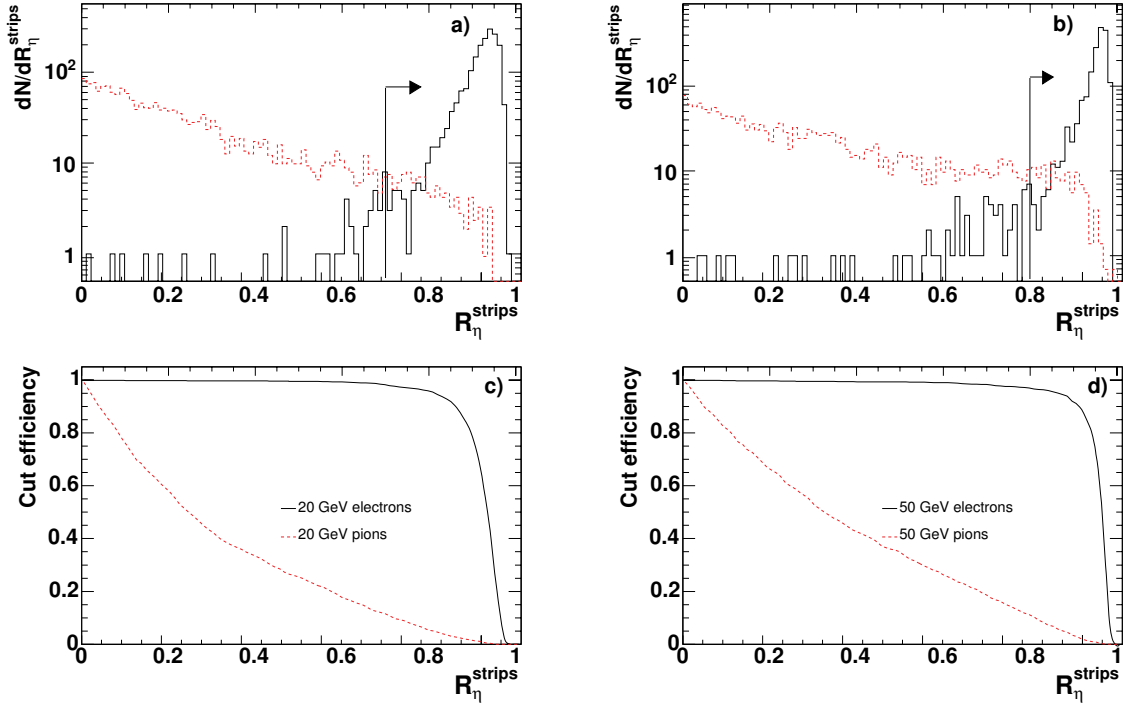 dN/dR_η^strips
a)
10²
10
1
0 0.2 0.4 0.6 0.8 1
R_η^strips
dN/dR_η^strips
b)
10²
10
1
0 0.2 0.4 0.6 0.8 1
R_η^strips
Cut efficiency
c)
1
0.8
0.6
0.4
0.2
0
20 GeV electrons
20 GeV pions
0 0.2 0.4 0.6 0.8 1
R_η^strips
Cut efficiency
d)
1
0.8
0.6
0.4
0.2
0
50 GeV electrons
50 GeV pions
0 0.2 0.4 0.6 0.8 1
R_η^strips